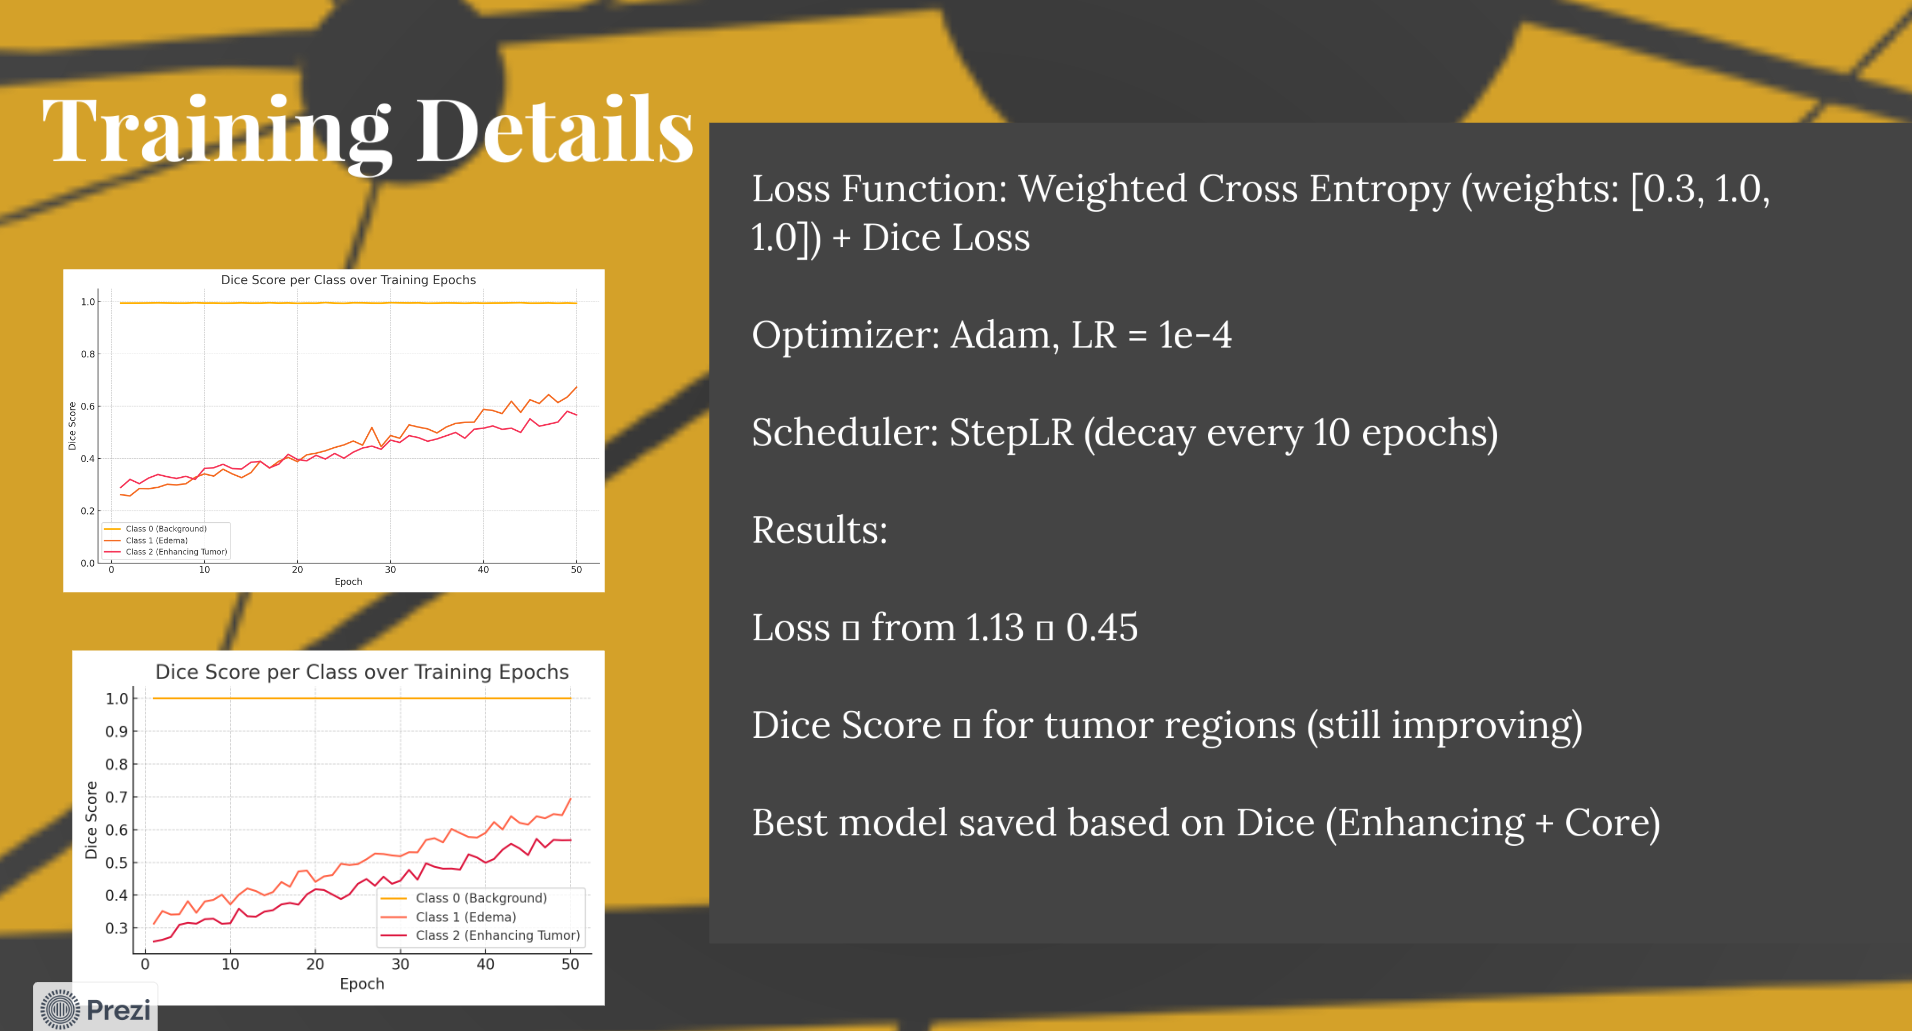 Training Details
Dice Score per Class over Training Epochs
1.0
0.8
0.6
0.4
0.2
0.0
Dice Score
Class 0 (Background)
Class 1 (Edema)
Class 2 (Enhancing Tumor)
0 10 20 30 40 50
Epoch
Dice Score per Class over Training Epochs
1.0
0.9
0.8
0.7
0.6
0.5
0.4
0.3
Dice Score
Class 0 (Background)
Class 1 (Edema)
Class 2 (Enhancing Tumor)
0 10 20 30 40 50
Epoch
Prezi
Loss Function: Weighted Cross Entropy (weights: [0.3, 1.0,
1.0]) + Dice Loss
Optimizer: Adam, LR = 1e-4
Scheduler: StepLR (decay every 10 epochs)
Results:
Loss ▯ from 1.13 ▯ 0.45
Dice Score ▯ for tumor regions (still improving)
Best model saved based on Dice (Enhancing + Core)